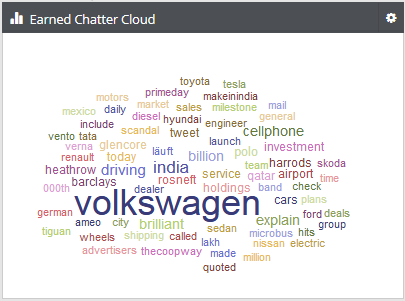 Earned Chatter Cloud
toyota tesla
motors primeday makeinindia
mexico daily market sales milestone mail
include diesel hyundai engineer general
vento tata scandal tweet cellphone
verna glencore läuft launch polo investment
renault today billion team harrods skoda
heathrow driving india service qatar airport time
000th barclays dealer rosneft holdings band check
german volkswagen cars plans
ameo city brilliant explain ford deals
tiguan wheels shipping called sedan microbus hits group
advertisers thecoopway lakh nissan electric
made million
quoted